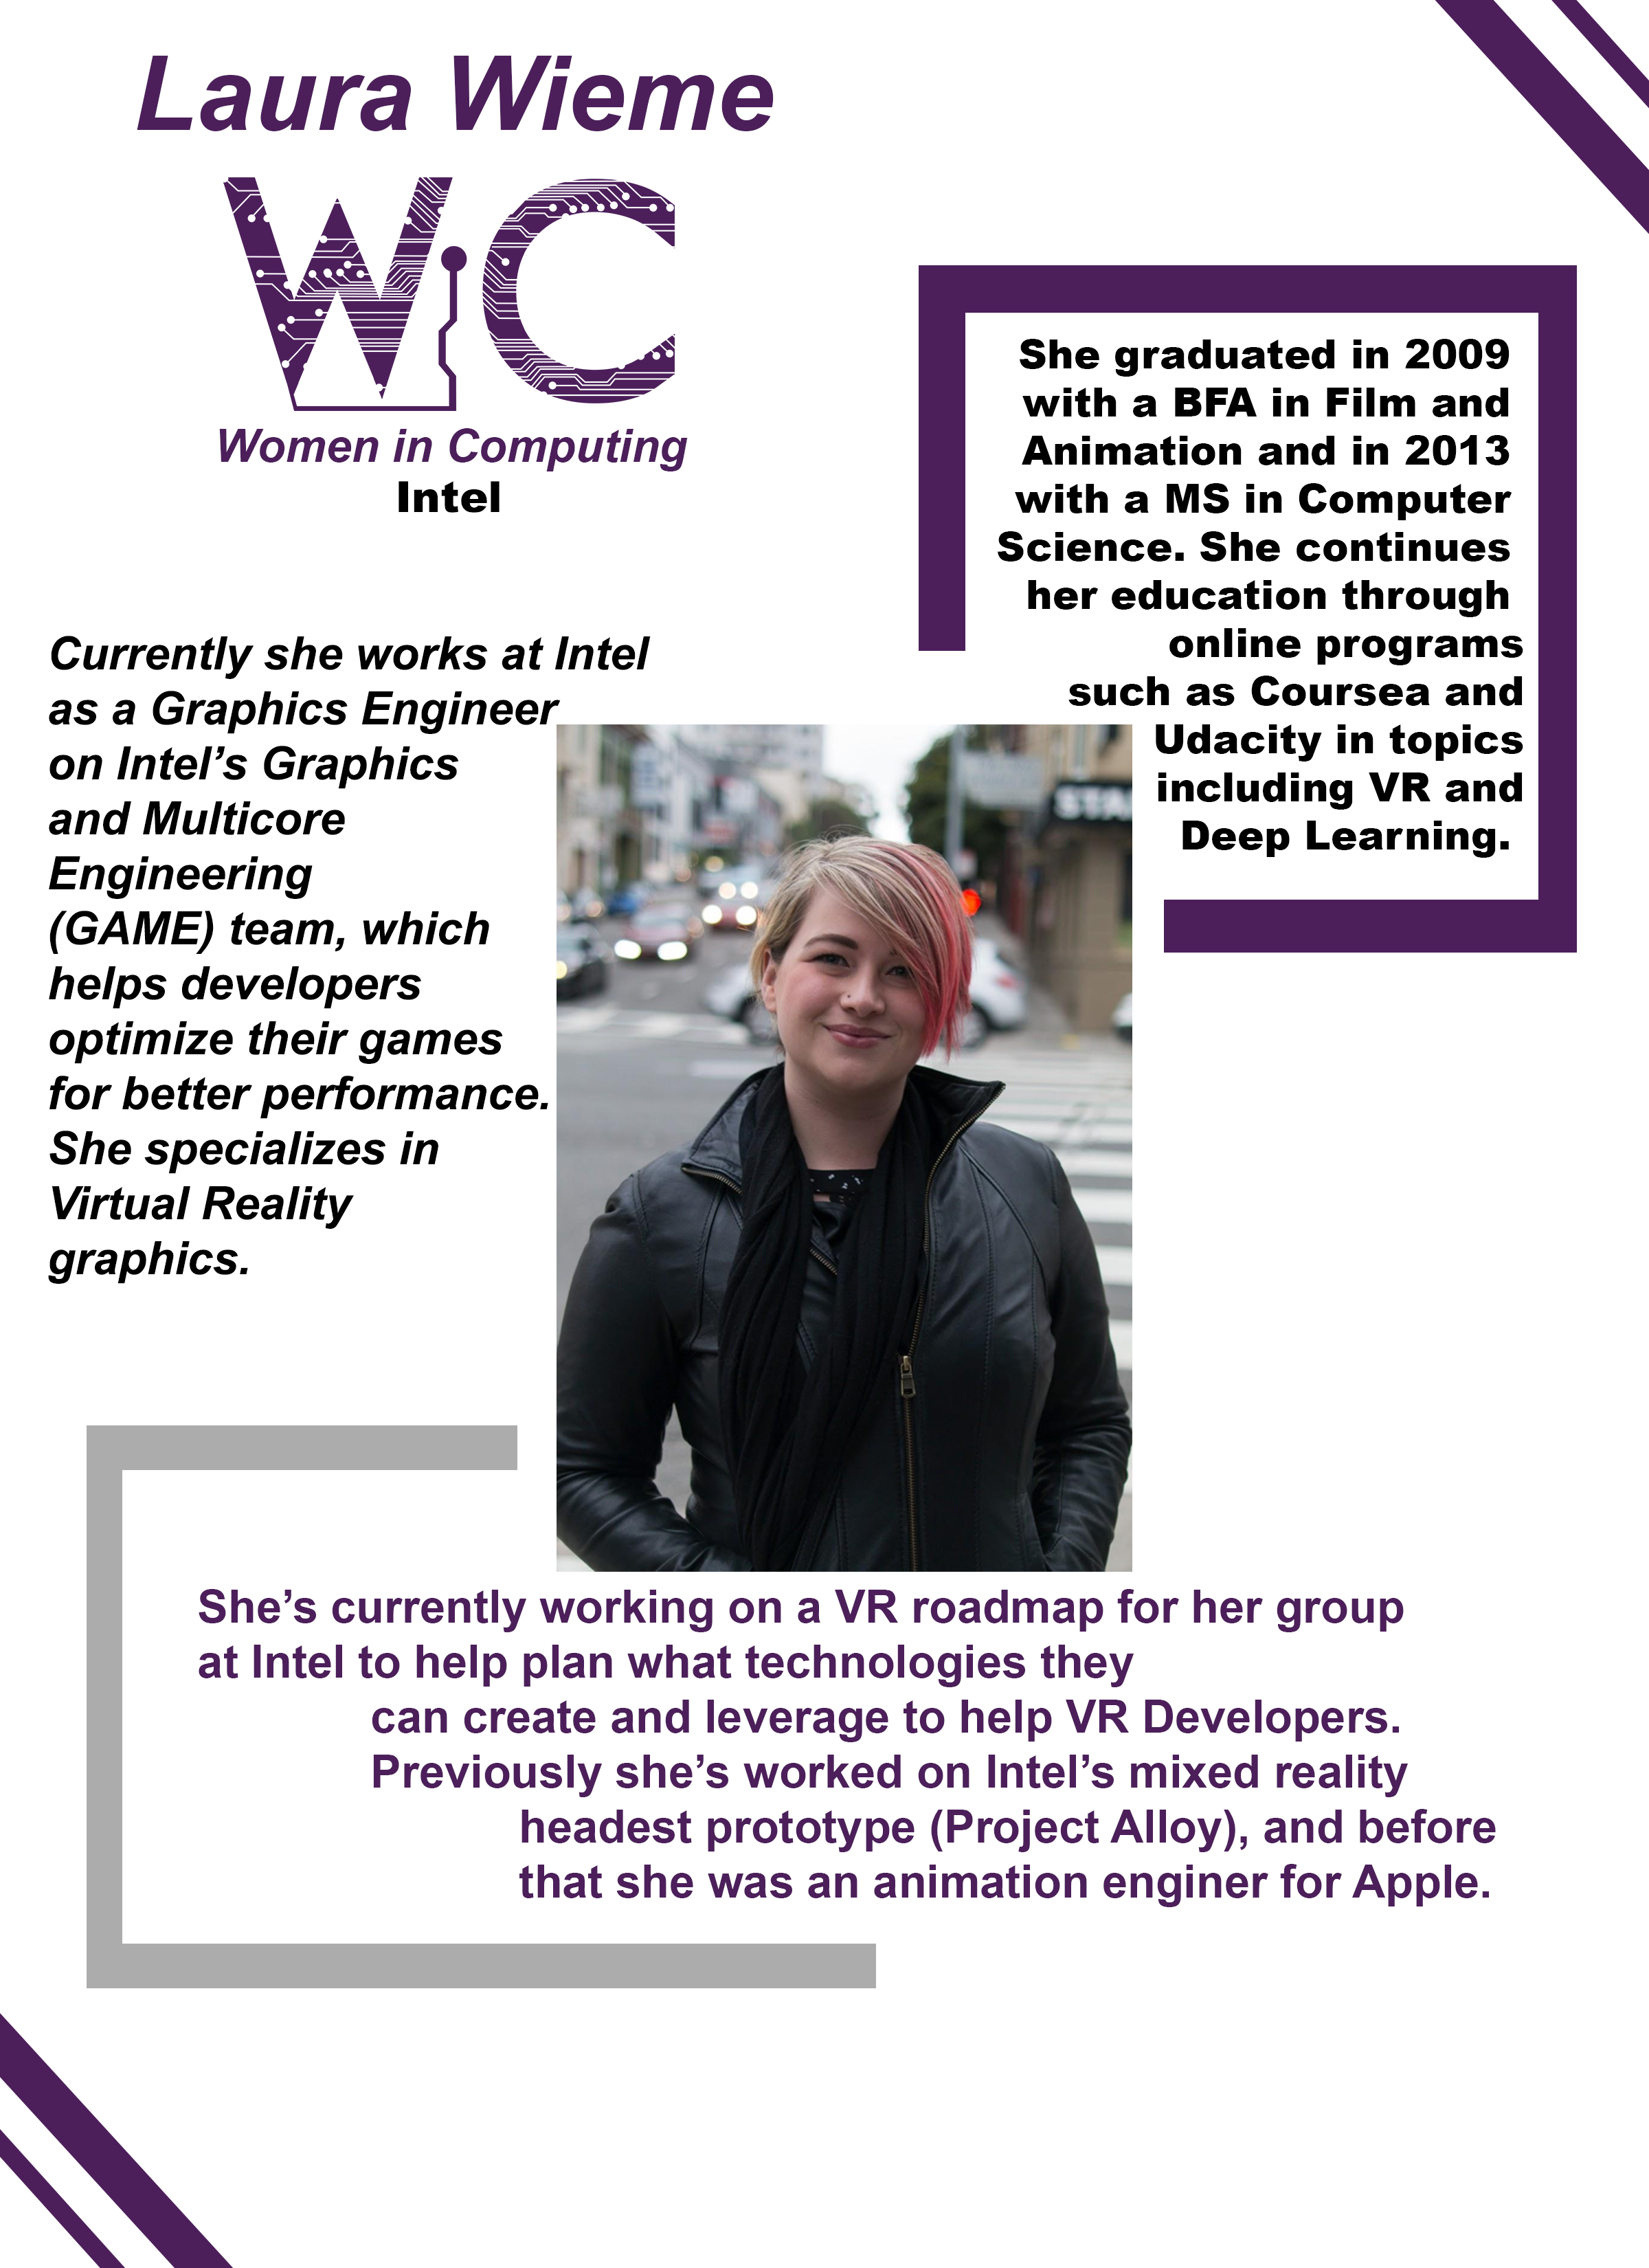 Laura Wieme
WiC
Women in Computing
Intel
She graduated in 2009
with a BFA in Film and
Animation and in 2013
with a MS in Computer
Science. She continues
her education through
online programs
such as Coursea and
Udacity in topics
including VR and
Deep Learning.
Currently she works at Intel
as a Graphics Engineer
on Intel’s Graphics
and Multicore
Engineering
(GAME) team, which
helps developers
optimize their games
for better performance.
She specializes in
Virtual Reality
graphics.
STA
She’s currently working on a VR roadmap for her group
at Intel to help plan what technologies they
can create and leverage to help VR Developers.
Previously she’s worked on Intel’s mixed reality
headest prototype (Project Alloy), and before
that she was an animation enginer for Apple.